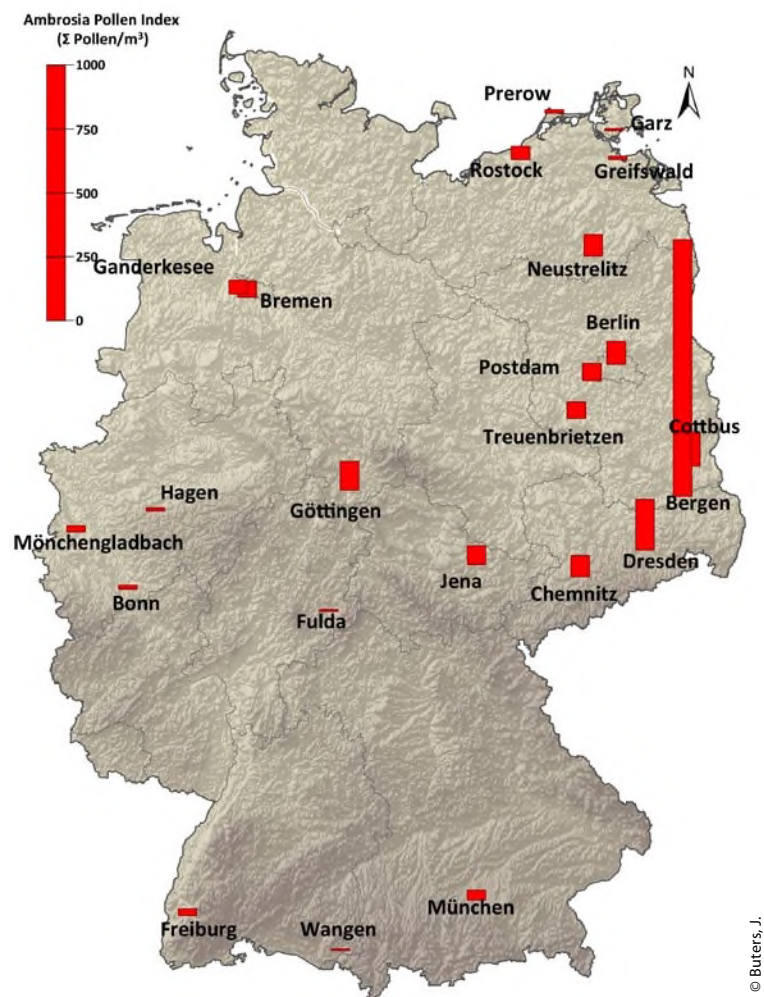 Ambrosia Pollen Index
(Σ Pollen/m³)
1000
750
500
250
0
N
Prerow
Garz
Rostock
Greifswald
Neustrelitz
Ganderkesee
Bremen
Berlin
Postdam
Treuenbrietzen
Cottbus
Bergen
Göttingen
Hagen
Mönchengladbach
Dresden
Jena
Chemnitz
Bonn
Fulda
München
Freiburg
Wangen
© Buters, J.